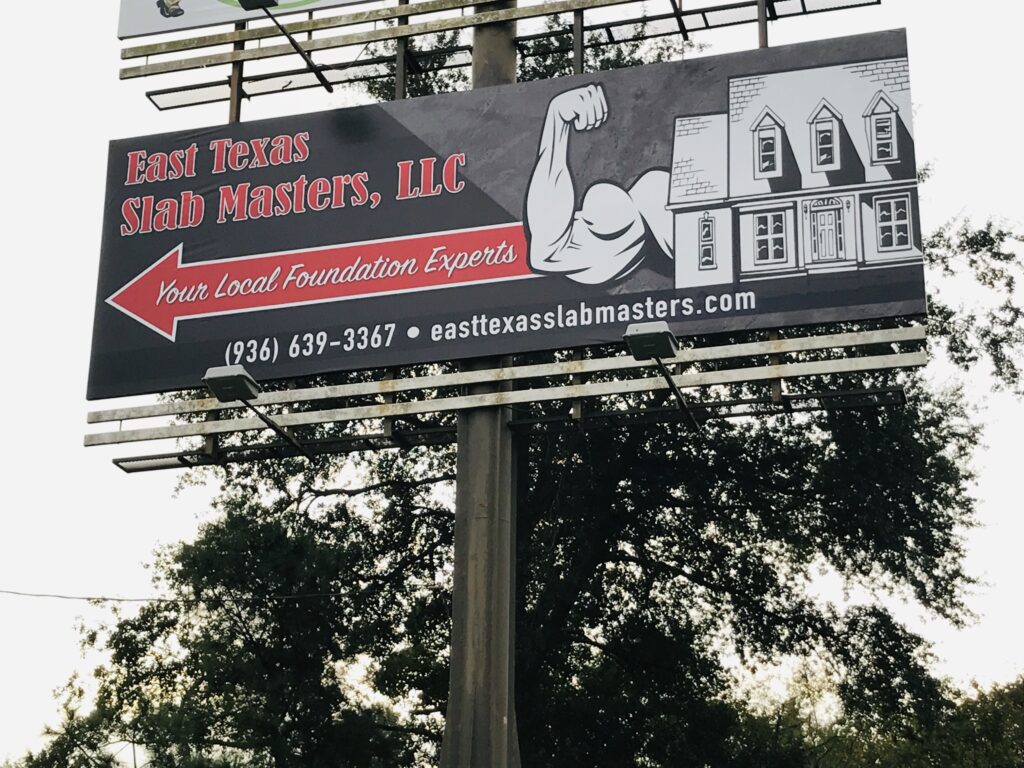 East Texas
Slab Masters, LLC
Your Local Foundation Experts
(936) 639-3367 • easttexasslabmasters.com